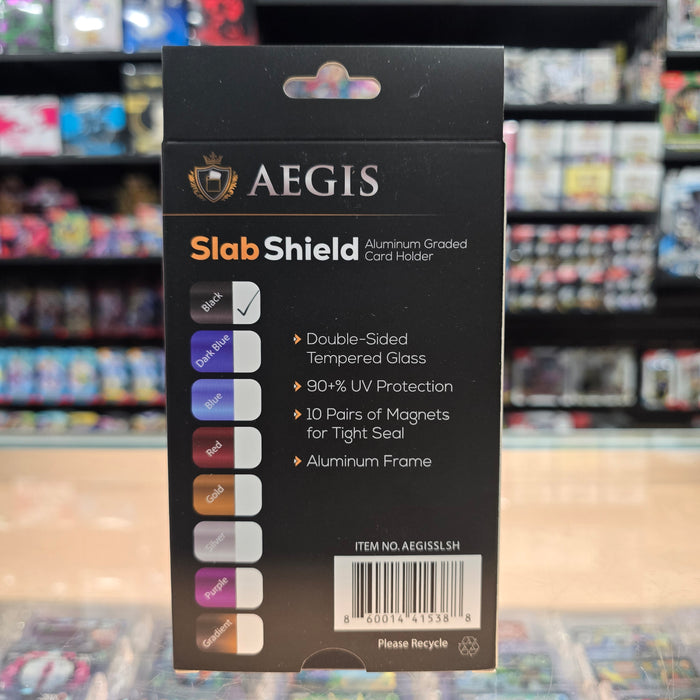 AEGIS
Slab Shield Aluminum Graded
Card Holder
Black
Dark Blue
Blue
Red
Gold
Silver
Purple
Gradient
Double-Sided
Tempered Glass
90+% UV Protection
10 Pairs of Magnets
for Tight Seal
Aluminum Frame
ITEM NO. AEGISSLSH
8 60014 41538 8
Please Recycle